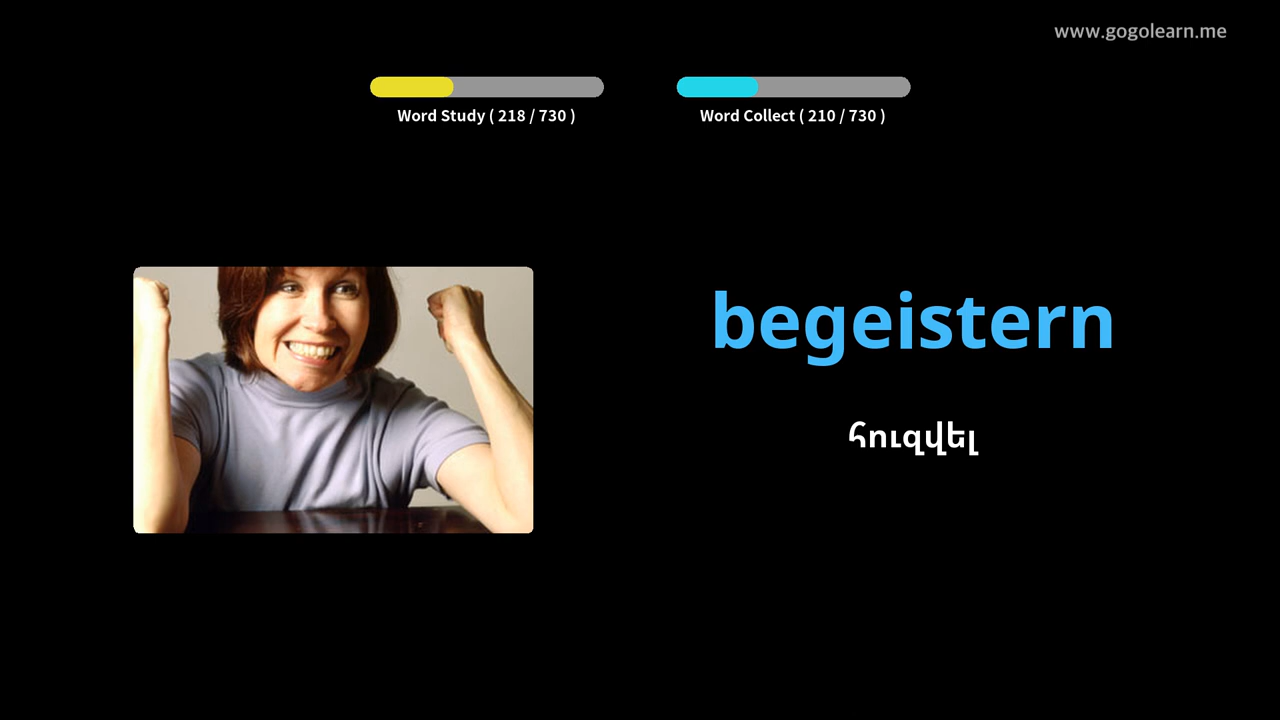 www.gogolearn.me
Word Study ( 218 / 730 )
Word Collect ( 210 / 730 )
begeistern
հուզվել